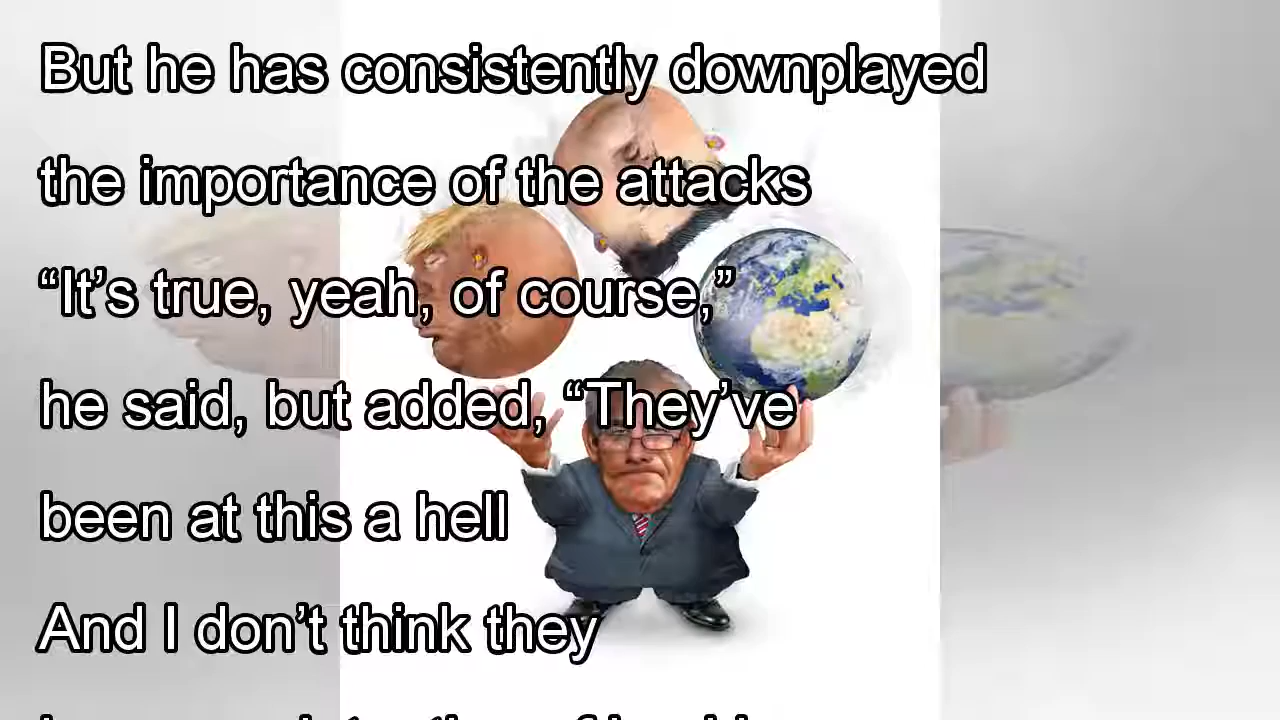 But he has consistently downplayed
the importance of the attacks
“It’s true, yeah, of course,”
he said, but added, “They’ve
been at this a hell
And I don’t think they